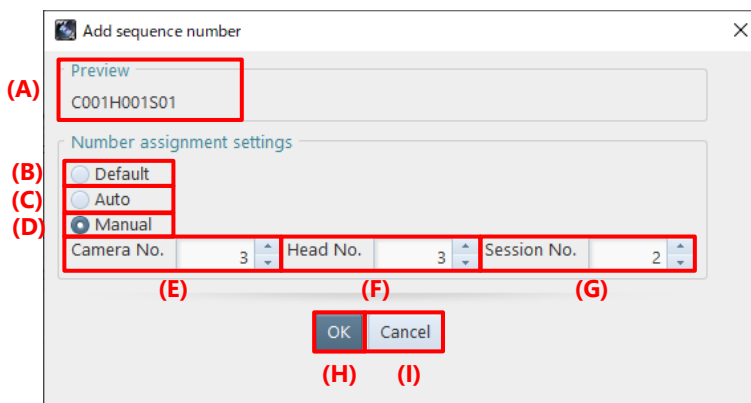 Add sequence number
Preview
(A)
C001H001S01
Number assignment settings
(B) Default
(C) Auto
(D) Manual
Camera No. 3 Head No. 3 Session No. 2
(E) (F) (G)
OK Cancel
(H) (I)